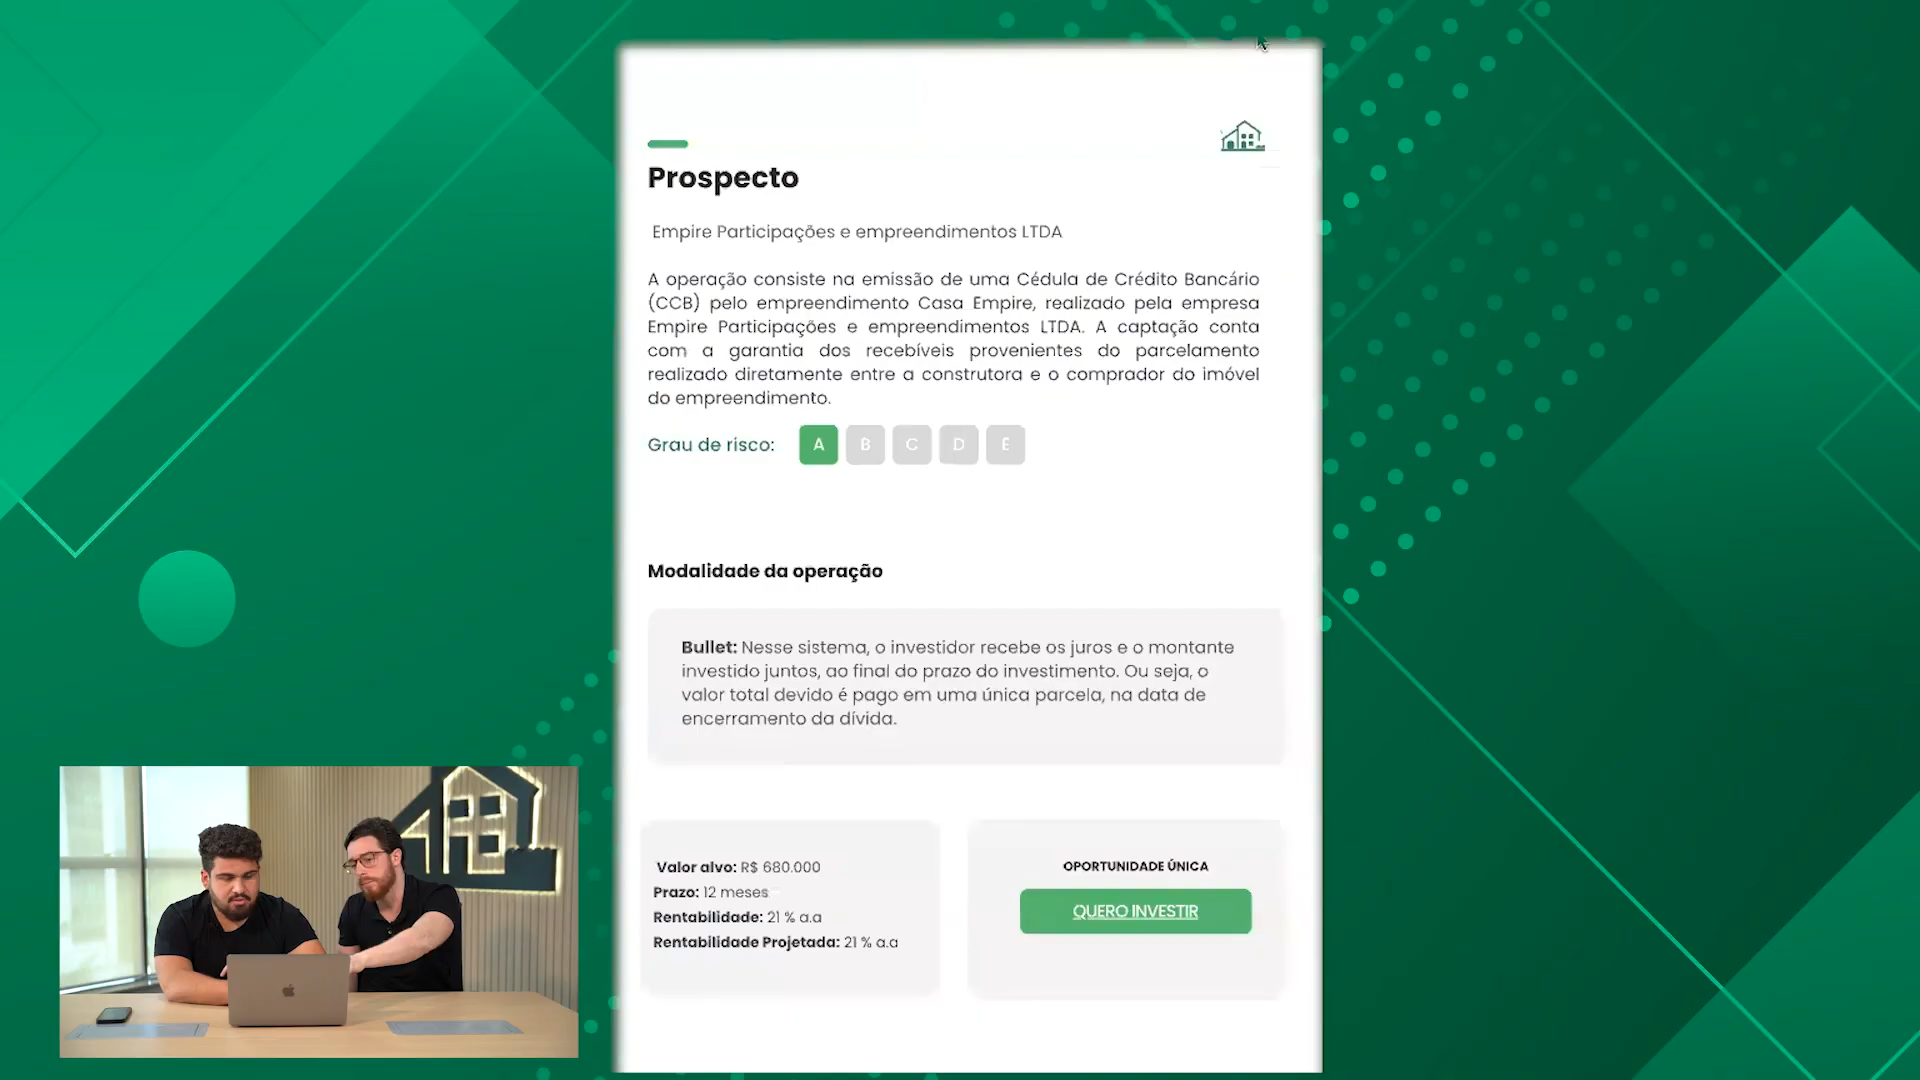 Prospecto
Empire Participações e empreendimentos LTDA
A operação consiste na emissão de uma Cédula de Crédito Bancário
(CCB) pelo empreendimento Casa Empire, realizado pela empresa
Empire Participações e empreendimentos LTDA. A captação conta
com a garantia dos recebíveis provenientes do parcelamento
realizado diretamente entre a construtora e o comprador do imóvel
do empreendimento.
Grau de risco: A B C D E
Modalidade da operação
Bullet: Nesse sistema, o investidor recebe os juros e o montante
investido juntos, ao final do prazo do investimento. Ou seja, o
valor total devido é pago em uma única parcela, na data de
encerramento da dívida.
Valor alvo: R$ 680.000
Prazo: 12 meses
Rentabilidade: 21 % a.a
Rentabilidade Projetada: 21 % a.a
OPORTUNIDADE ÚNICA
QUERO INVESTIR